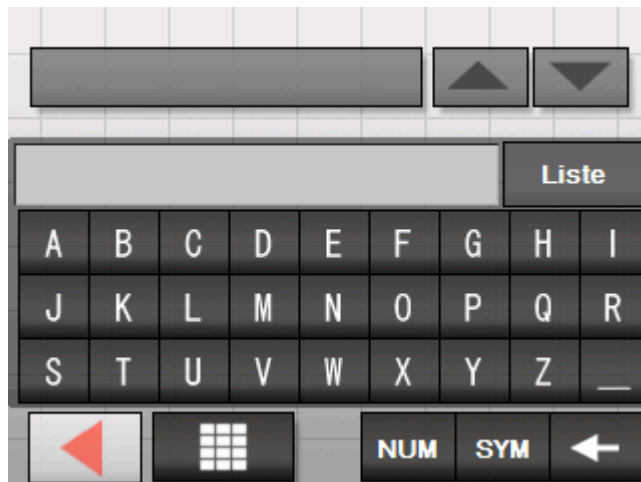 Liste
A B C D E F G H I
J K L M N O P Q R
S T U V W X Y Z _
NUM SYM